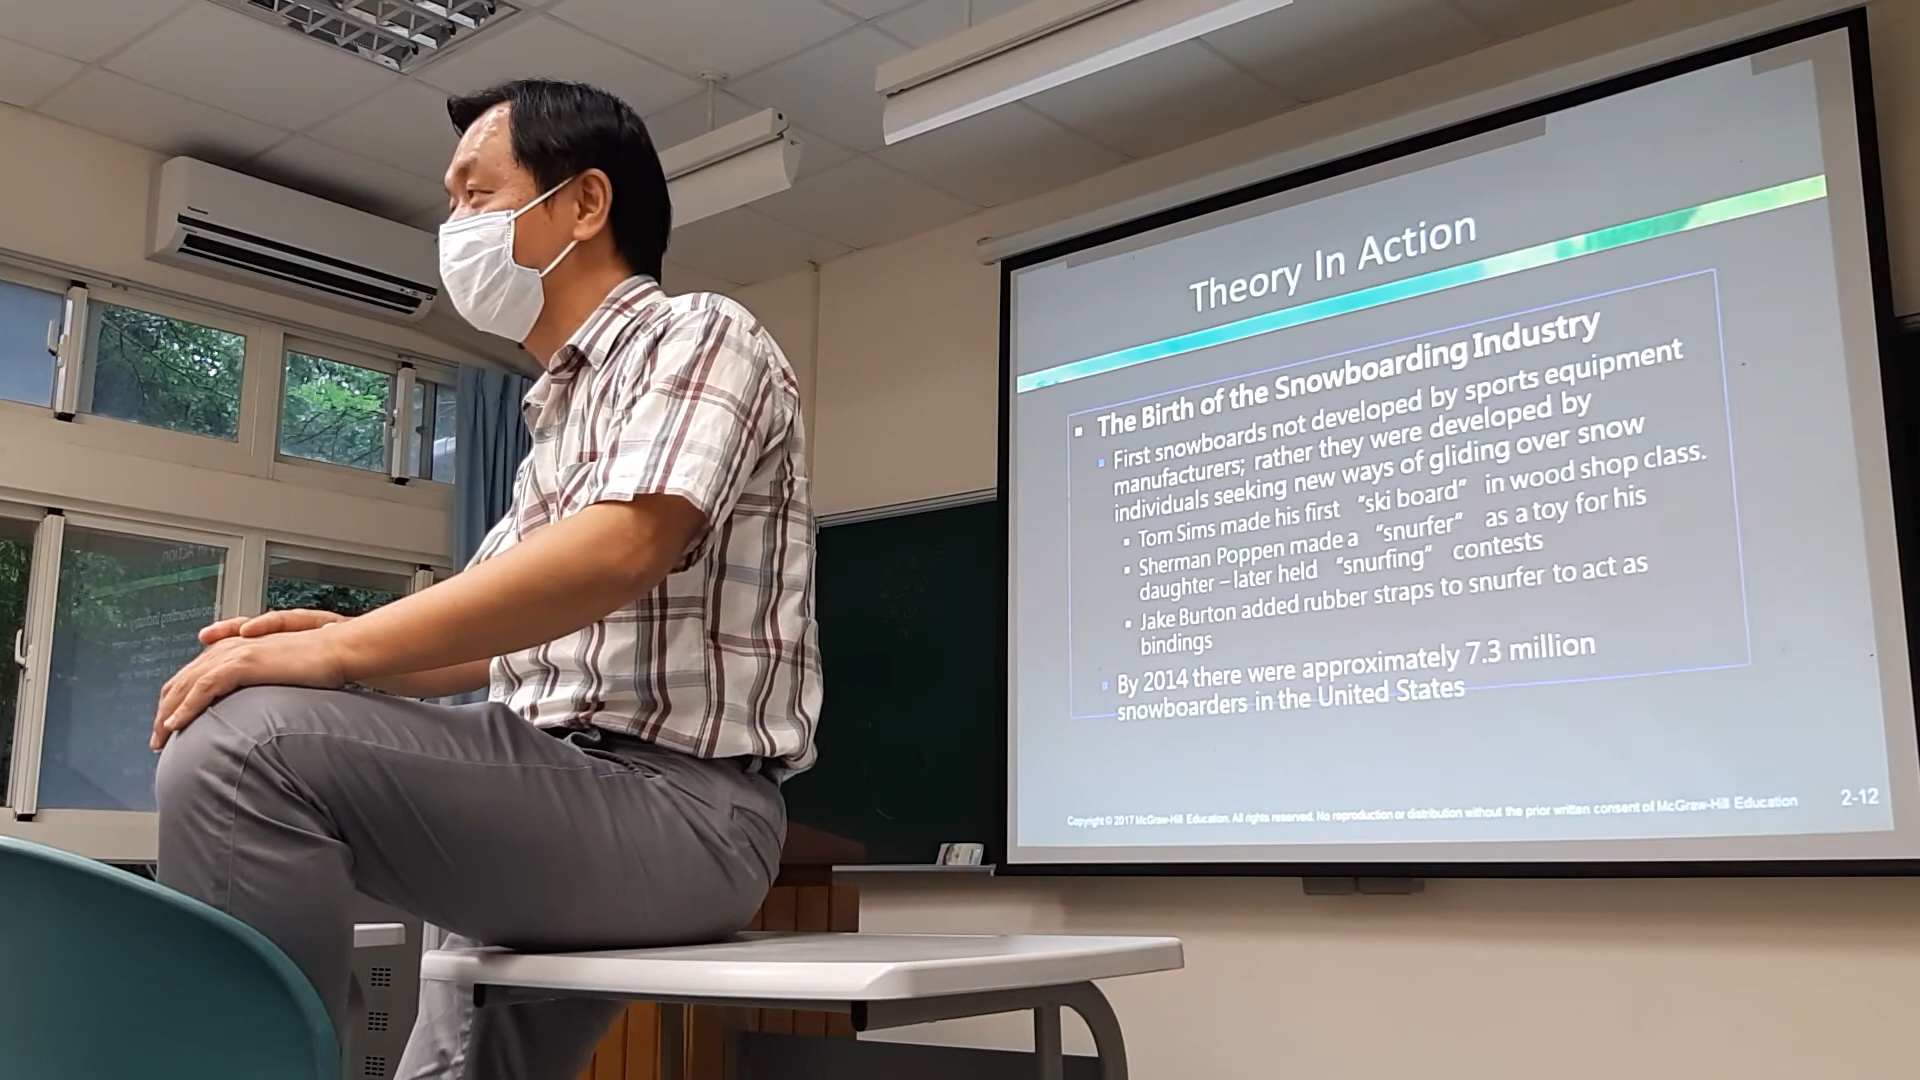 Theory In Action
▪ The Birth of the Snowboarding Industry
▪ First snowboards not developed by sports equipment
manufacturers; rather they were developed by
individuals seeking new ways of gliding over snow
▪ Tom Sims made his first “ski board” in wood shop class.
▪ Sherman Poppen made a “snurfer” as a toy for his
daughter – later held “snurfing” contests
▪ Jake Burton added rubber straps to snurfer to act as
bindings
▪ By 2014 there were approximately 7.3 million
snowboarders in the United States
Copyright © 2017 McGraw-Hill Education. All rights reserved. No reproduction or distribution without the prior written consent of McGraw-Hill Education
2-12
Panasonic